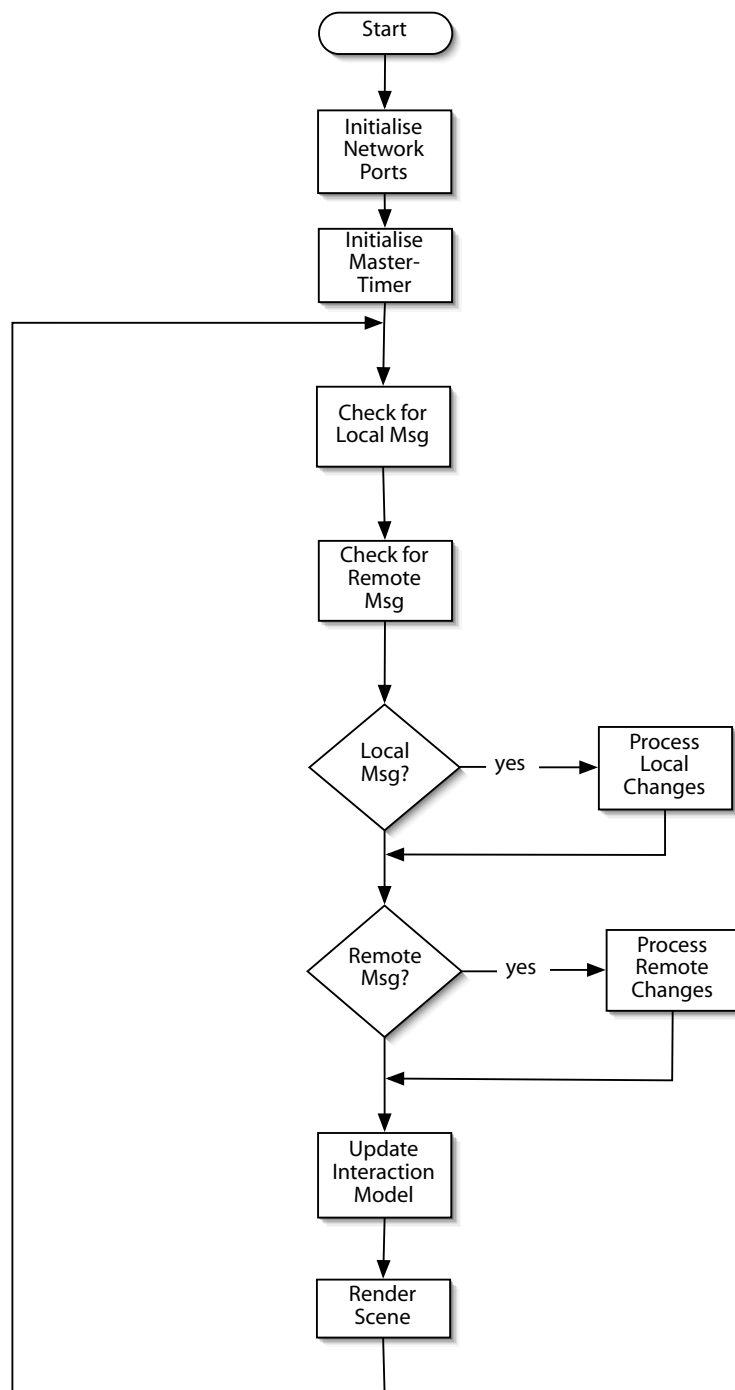 Start
Initialise
Network
Ports
Initialise
Master-
Timer
Check for
Local Msg
Check for
Remote
Msg
Local
Msg?
yes
Process
Local
Changes
Remote
Msg?
yes
Process
Remote
Changes
Update
Interaction
Model
Render
Scene